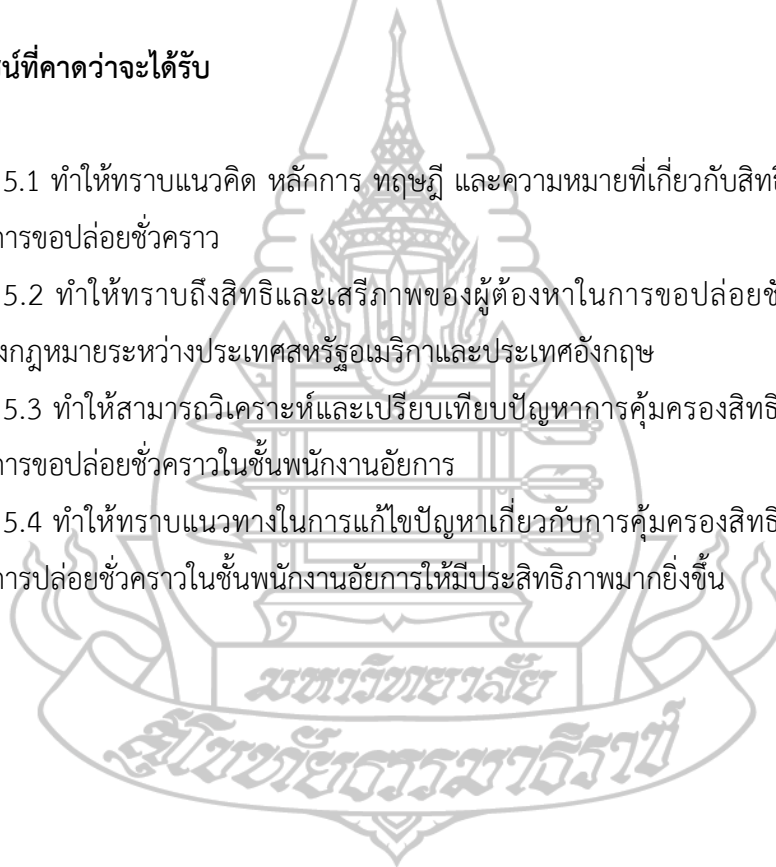 น์ที่คาดว่าจะได้รับ
5.1 ทำให้ทราบแนวคิด หลักการ ทฤษฎี และความหมายที่เกี่ยวกับสิทธิ
การขอปล่อยชั่วคราว
5.2 ทำให้ทราบถึงสิทธิและเสรีภาพของผู้ต้องหาในการขอปล่อยชั
งกฎหมายระหว่างประเทศสหรัฐอเมริกาและประเทศอังกฤษ
5.3 ทำให้สามารถวิเคราะห์และเปรียบเทียบปัญหาการคุ้มครองสิทธิ
การขอปล่อยชั่วคราวในชั้นพนักงานอัยการ
5.4 ทำให้ทราบแนวทางในการแก้ไขปัญหาเกี่ยวกับการคุ้มครองสิทธิ
การปล่อยชั่วคราวในชั้นพนักงานอัยการให้มีประสิทธิภาพมากยิ่งขึ้น
มหาวิทยาลัย
สุโขทัยธรรมาธิราช